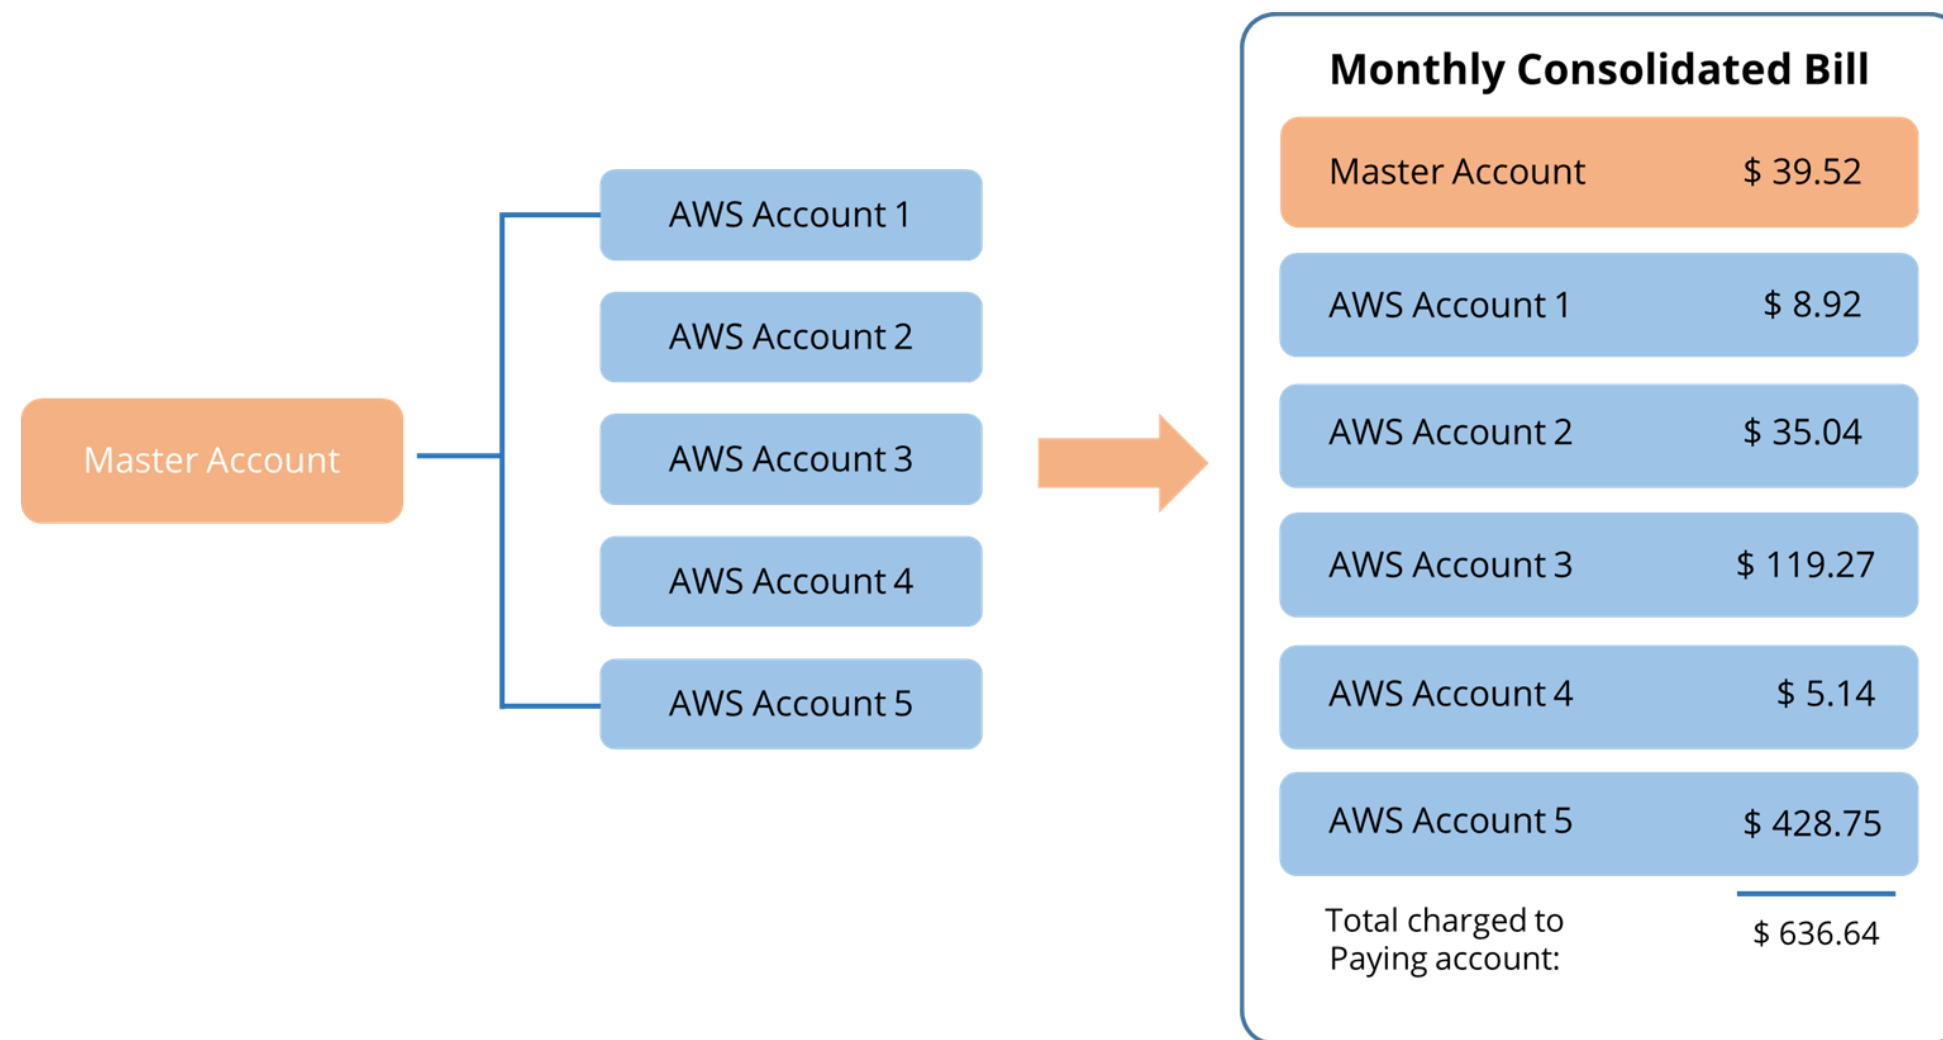 Master Account
AWS Account 1
AWS Account 2
AWS Account 3
AWS Account 4
AWS Account 5
Monthly Consolidated Bill
Master Account $ 39.52
AWS Account 1 $ 8.92
AWS Account 2 $ 35.04
AWS Account 3 $ 119.27
AWS Account 4 $ 5.14
AWS Account 5 $ 428.75
Total charged to
Paying account:
$ 636.64